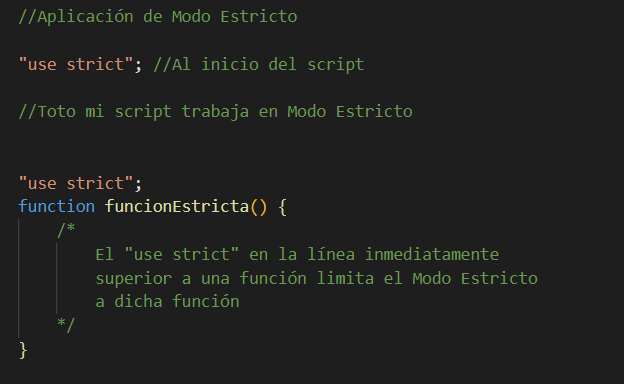 //Aplicación de Modo Estricto
"use strict"; //Al inicio del script
//Toto mi script trabaja en Modo Estricto
"use strict";
function funcionEstricta() {
/*
El "use strict" en la línea inmediatamente
superior a una función limita el Modo Estricto
a dicha función
*/
}